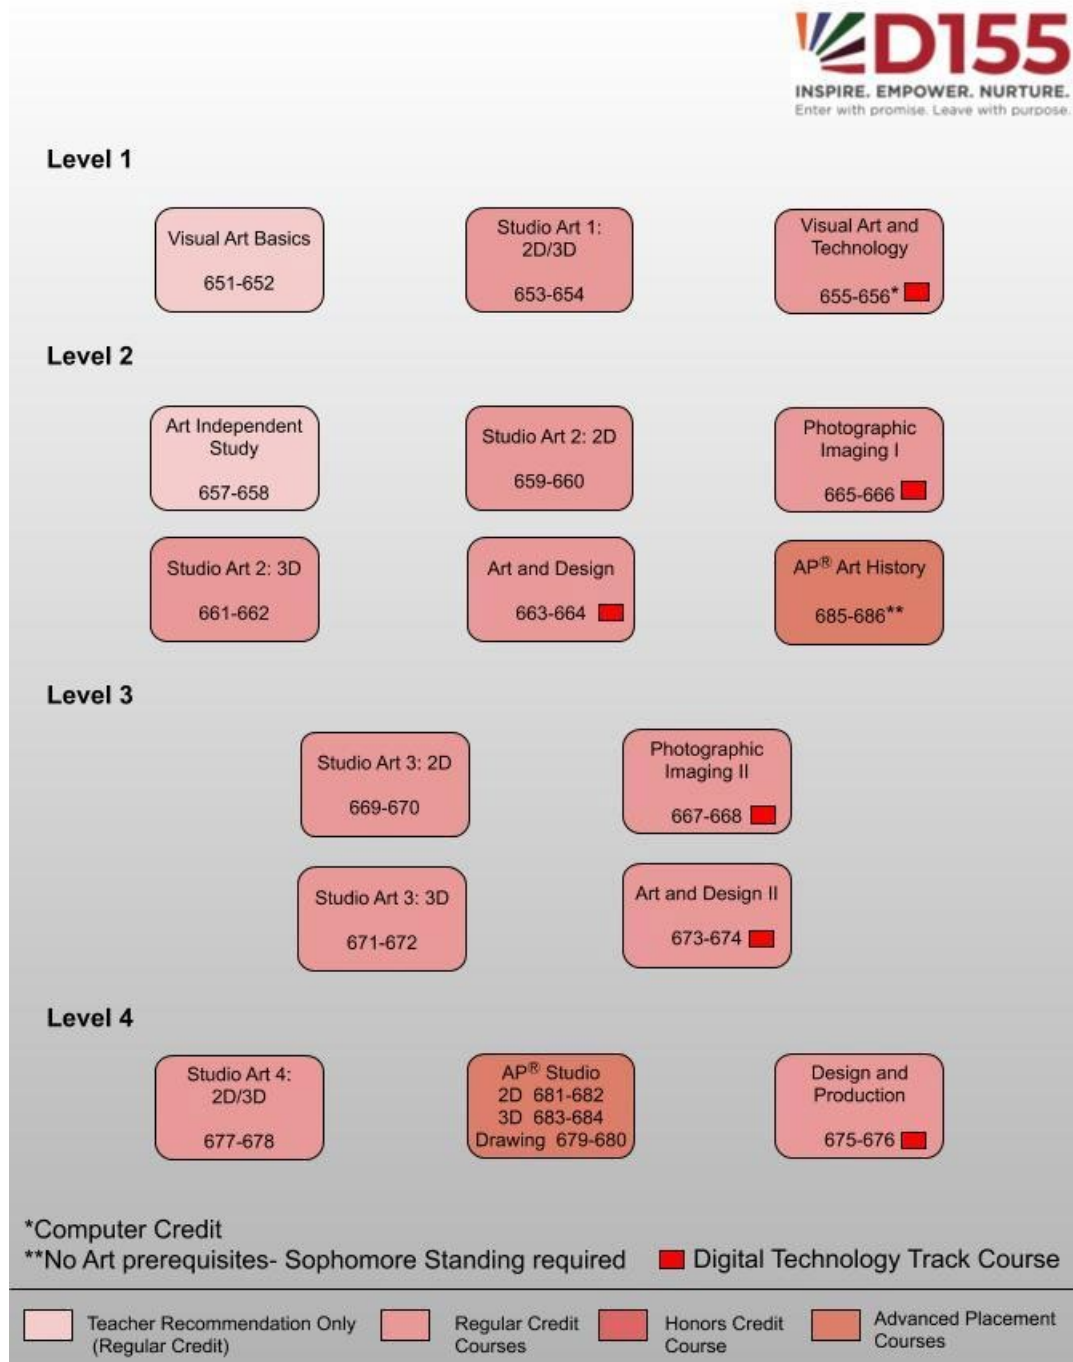 D155
INSPIRE. EMPOWER. NURTURE.
Enter with promise. Leave with purpose.
Level 1
Visual Art Basics
651-652
Studio Art 1:
2D/3D
653-654
Visual Art and
Technology
655-656*
Level 2
Art Independent
Study
657-658
Studio Art 2: 2D
659-660
Photographic
Imaging I
665-666
Studio Art 2: 3D
661-662
Art and Design
663-664
AP® Art History
685-686**
Level 3
Studio Art 3: 2D
669-670
Photographic
Imaging II
667-668
Studio Art 3: 3D
671-672
Art and Design II
673-674
Level 4
Studio Art 4:
2D/3D
677-678
AP® Studio
2D 681-682
3D 683-684
Drawing 679-680
Design and
Production
675-676
*Computer Credit
**No Art prerequisites- Sophomore Standing required
Digital Technology Track Course
Teacher Recommendation Only
(Regular Credit)
Regular Credit
Courses
Honors Credit
Course
Advanced Placement
Courses